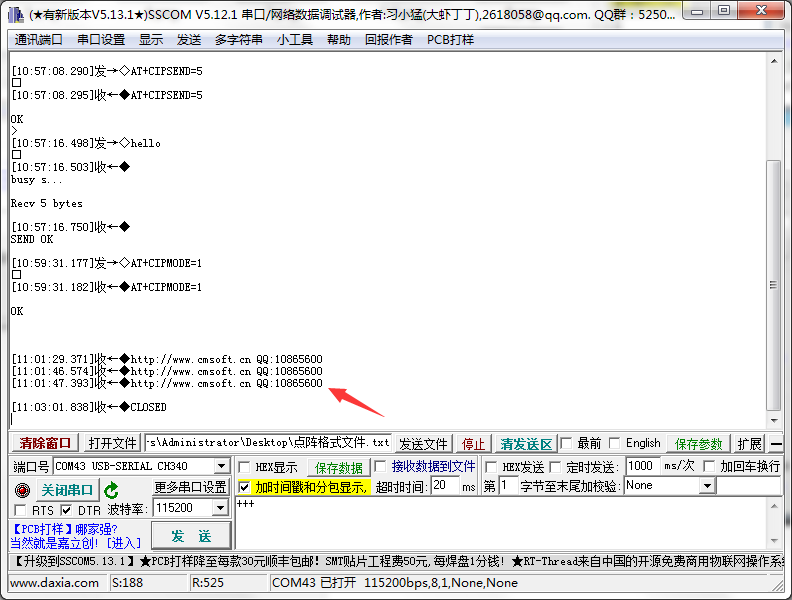 (★有新版本V5.13.1★)SSCOM V5.12.1 串口/网络数据调试器,作者:习小猛(大虾丁丁),2618058@qq.com. QQ群：5250...
通讯端口 串口设置 显示 发送 多字符串 小工具 帮助 回报作者 PCB打样
[10:57:08.290]发→◇AT+CIPSEND=5
□
[10:57:08.295]收←◆AT+CIPSEND=5
OK
>
[10:57:16.498]发→◇hello
□
[10:57:16.503]收←◆
busy s...
Recv 5 bytes
[10:57:16.750]收←◆
SEND OK
[10:59:31.177]发→◇AT+CIPMODE=1
□
[10:59:31.182]收←◆AT+CIPMODE=1
OK
[11:01:29.371]收←◆http://www.cmsoft.cn QQ:10865600
[11:01:46.574]收←◆http://www.cmsoft.cn QQ:10865600
[11:01:47.393]收←◆http://www.cmsoft.cn QQ:10865600
[11:03:01.838]收←◆CLOSED
清除窗口 打开文件 's\Administrator\Desktop\点阵格式文件.txt 发送文件 停止 清发送区 最前 English 保存参数 扩展 —
端口号 COM43 USB-SERIAL CH340 HEX显示 保存数据 接收数据到文件 HEX发送 定时发送: 1000 ms/次 加回车换行
关闭串口 更多串口设置 加时间戳和分包显示, 超时时间: 20 ms 第 1 字节至末尾加校验: None
RTS DTR 波特率: 115200 +++
【PCB打样】哪家强?
当然就是嘉立创! [进入] 发 送
【升级到SSCOM5.13.1】★PCB打样降至每款30元顺丰包邮! SMT贴片工程费50元, 每焊盘1分钱! ★RT-Thread来自中国的开源免费商用物联网操作系
www.daxia.com S:188 R:525 COM43 已打开 115200bps,8,1,None,None